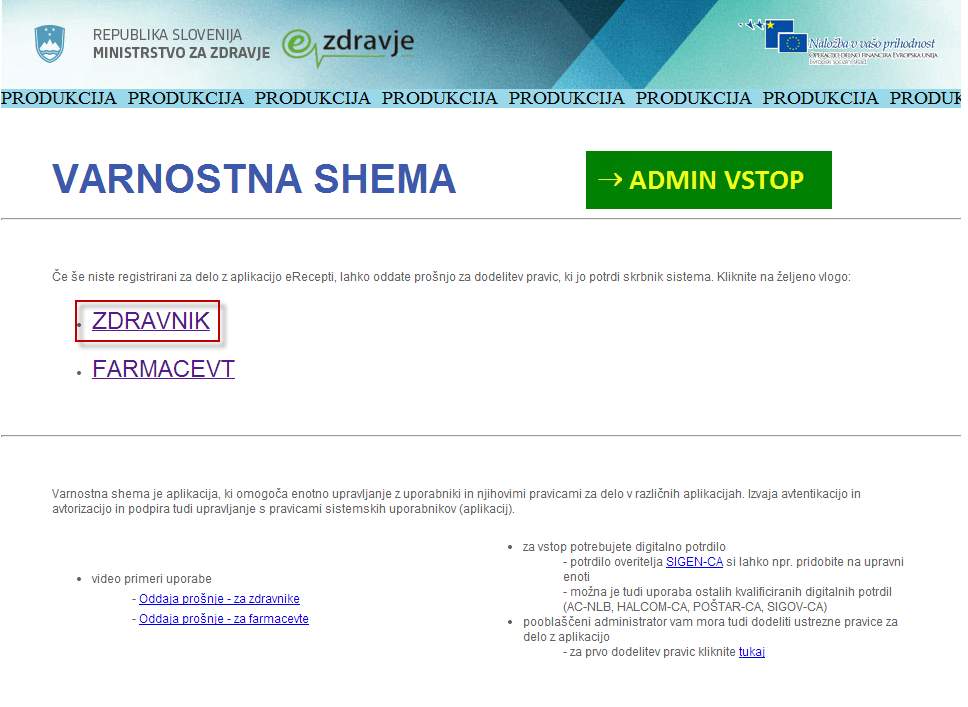 REPUBLIKA SLOVENIJA
MINISTRSTVO ZA ZDRAVJE
ezdravje
Naložba v vašo prihodnost
OPERACIJO DELNO FINANCIRA EVROPSKA UNIJA
Evropski socialni sklad
PRODUKCIJA PRODUKCIJA PRODUKCIJA PRODUKCIJA PRODUKCIJA PRODUKCIJA PRODUKCIJA PRODUK
VARNOSTNA SHEMA
→ ADMIN VSTOP
Če še niste registrirani za delo z aplikacijo eRecepti, lahko oddate prošnjo za dodelitev pravic, ki jo potrdi skrbnik sistema. Kliknite na željeno vlogo:
• ZDRAVNIK
• FARMACEVT
Varnostna shema je aplikacija, ki omogoča enotno upravljanje z uporabniki in njihovimi pravicami za delo v različnih aplikacijah. Izvaja avtentikacijo in
avtorizacijo in podpira tudi upravljanje s pravicami sistemskih uporabnikov (aplikacij).
• video primeri uporabe
- Oddaja prošnje - za zdravnike
- Oddaja prošnje - za farmacevte
• za vstop potrebujete digitalno potrdilo
- potrdilo overitelja SIGEN-CA si lahko npr. pridobite na upravni
enoti
- možna je tudi uporaba ostalih kvalificiranih digitalnih potrdil
(AC-NLB, HALCOM-CA, POŠTAR-CA, SIGOV-CA)
• pooblaščeni administrator vam mora tudi dodeliti ustrezne pravice za
delo z aplikacijo
- za prvo dodelitev pravic kliknite tukaj